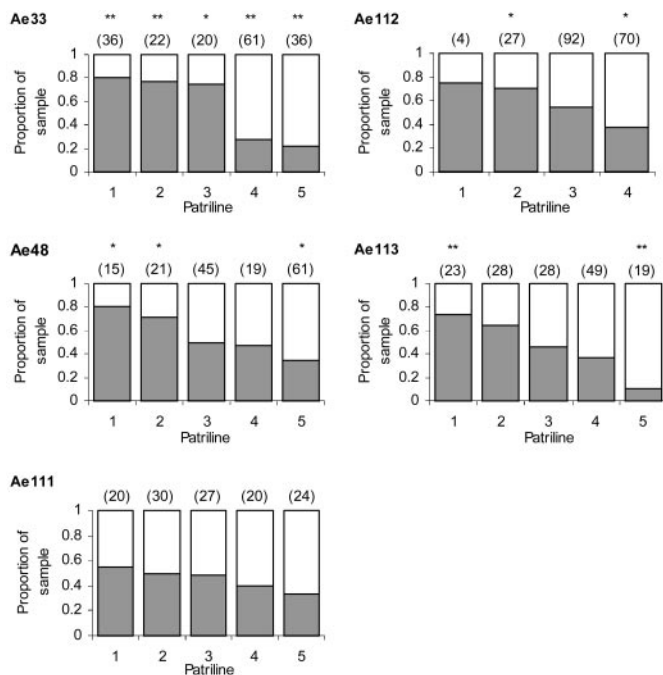 Ae33
** ** * ** **
(36) (22) (20) (61) (36)
Proportion of
sample
1
0.8
0.6
0.4
0.2
0
1 2 3 4 5
Patriline
Ae112
* *
(4) (27) (92) (70)
Proportion of
sample
1
0.8
0.6
0.4
0.2
0
1 2 3 4
Patriline
Ae48
* * *
(15) (21) (45) (19) (61)
Proportion of
sample
1
0.8
0.6
0.4
0.2
0
1 2 3 4 5
Patriline
Ae113
** **
(23) (28) (28) (49) (19)
Proportion of
sample
1
0.8
0.6
0.4
0.2
0
1 2 3 4 5
Patriline
Ae111
(20) (30) (27) (20) (24)
Proportion of
sample
1
0.8
0.6
0.4
0.2
0
1 2 3 4 5
Patriline